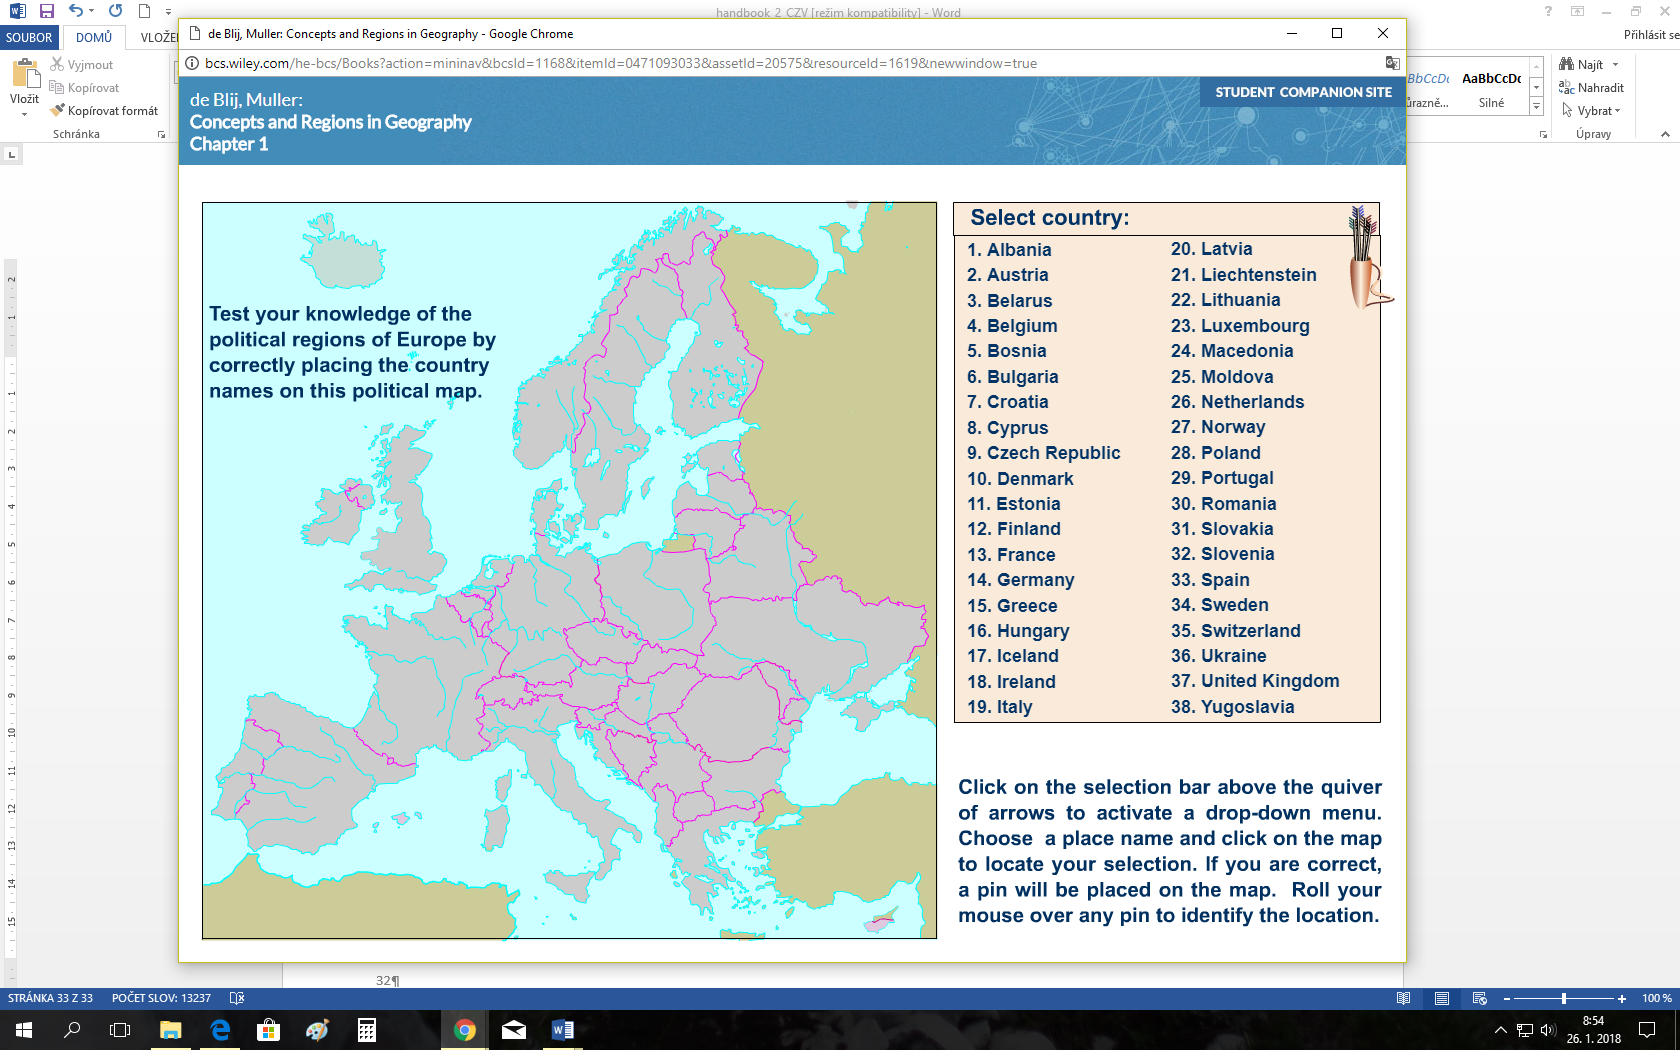 handbook_2_CZV [režim kompatibility] - Word
SOUBOR
DOMŮ
VLOŽE
Přihlásit se
Vložit
Vyjmout
Kopírovat
Kopírovat formát
Schránka
AaBbCcDc
Silné
Najít
Nahradit
Vybrat
Úpravy
de Blij, Muller: Concepts and Regions in Geography - Google Chrome
bcs.wiley.com/he-bcs/Books?action=mininav&bcsId=1168&itemId=0471093033&assetId=20575&resourceId=1619&newwindow=true
STUDENT COMPANION SITE
de Blij, Muller:
Concepts and Regions in Geography
Chapter 1
Test your knowledge of the
political regions of Europe by
correctly placing the country
names on this political map.
Select country:
1. Albania
2. Austria
3. Belarus
4. Belgium
5. Bosnia
6. Bulgaria
7. Croatia
8. Cyprus
9. Czech Republic
10. Denmark
11. Estonia
12. Finland
13. France
14. Germany
15. Greece
16. Hungary
17. Iceland
18. Ireland
19. Italy
20. Latvia
21. Liechtenstein
22. Lithuania
23. Luxembourg
24. Macedonia
25. Moldova
26. Netherlands
27. Norway
28. Poland
29. Portugal
30. Romania
31. Slovakia
32. Slovenia
33. Spain
34. Sweden
35. Switzerland
36. Ukraine
37. United Kingdom
38. Yugoslavia
Click on the selection bar above the quiver
of arrows to activate a drop-down menu.
Choose a place name and click on the map
to locate your selection. If you are correct,
a pin will be placed on the map. Roll your
mouse over any pin to identify the location.
32¶
STRÁNKA 33 Z 33
POČET SLOV: 13237
100 %
8:54
26. 1. 2018